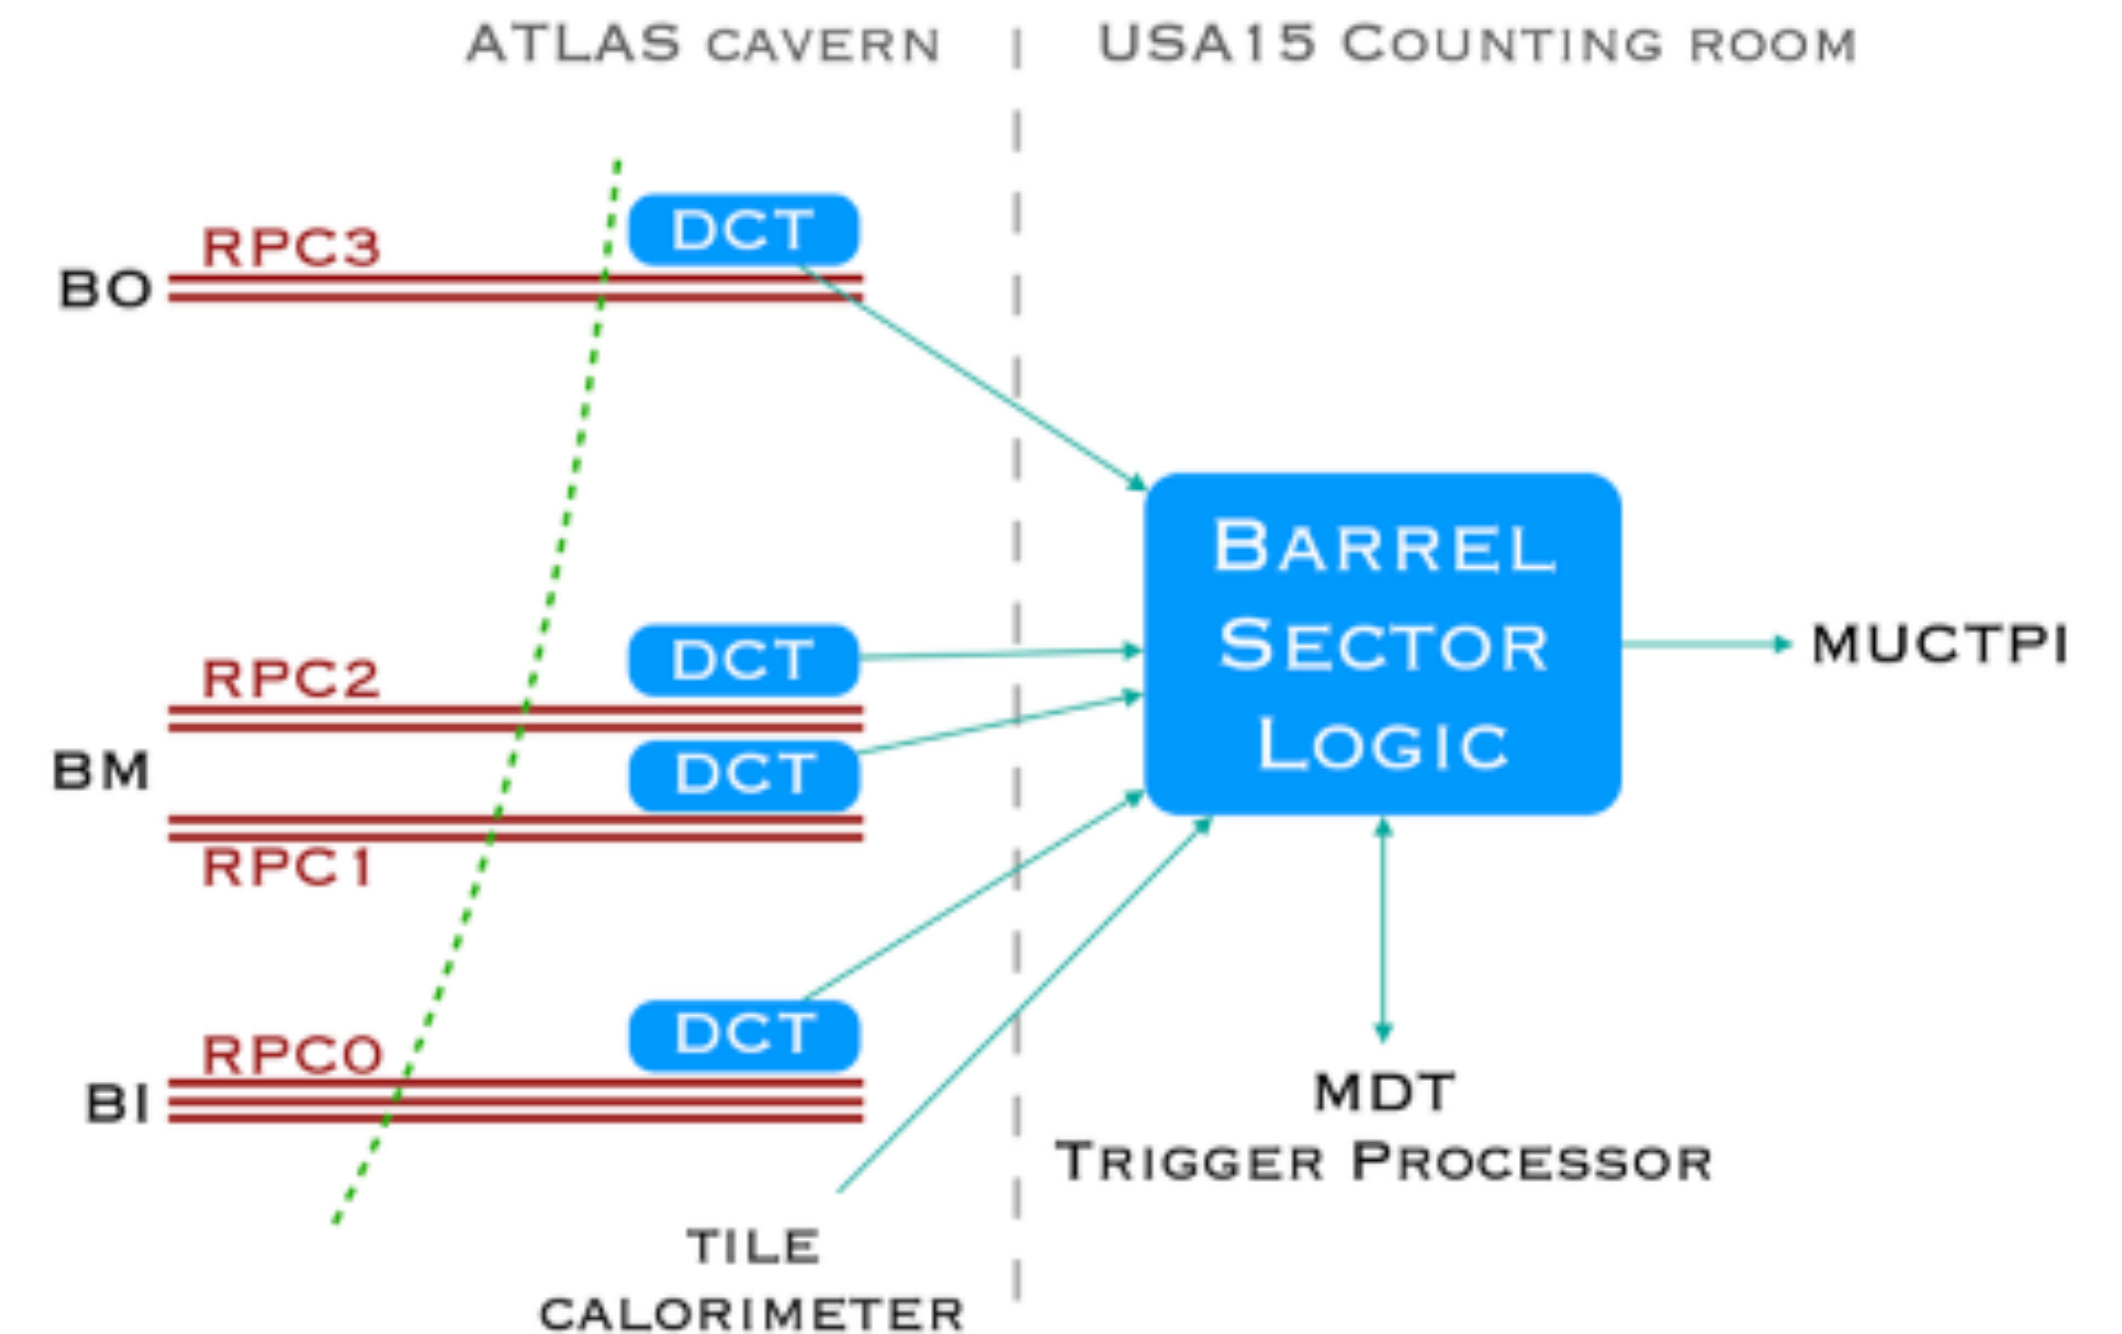 ATLAS CAVERN
USA15 COUNTING ROOM
DCT
RPC3
BO
BARREL
SECTOR
LOGIC
MUCTPI
DCT
RPC2
BM
DCT
RPC1
DCT
RPC0
BI
MDT
TRIGGER PROCESSOR
TILE
CALORIMETER